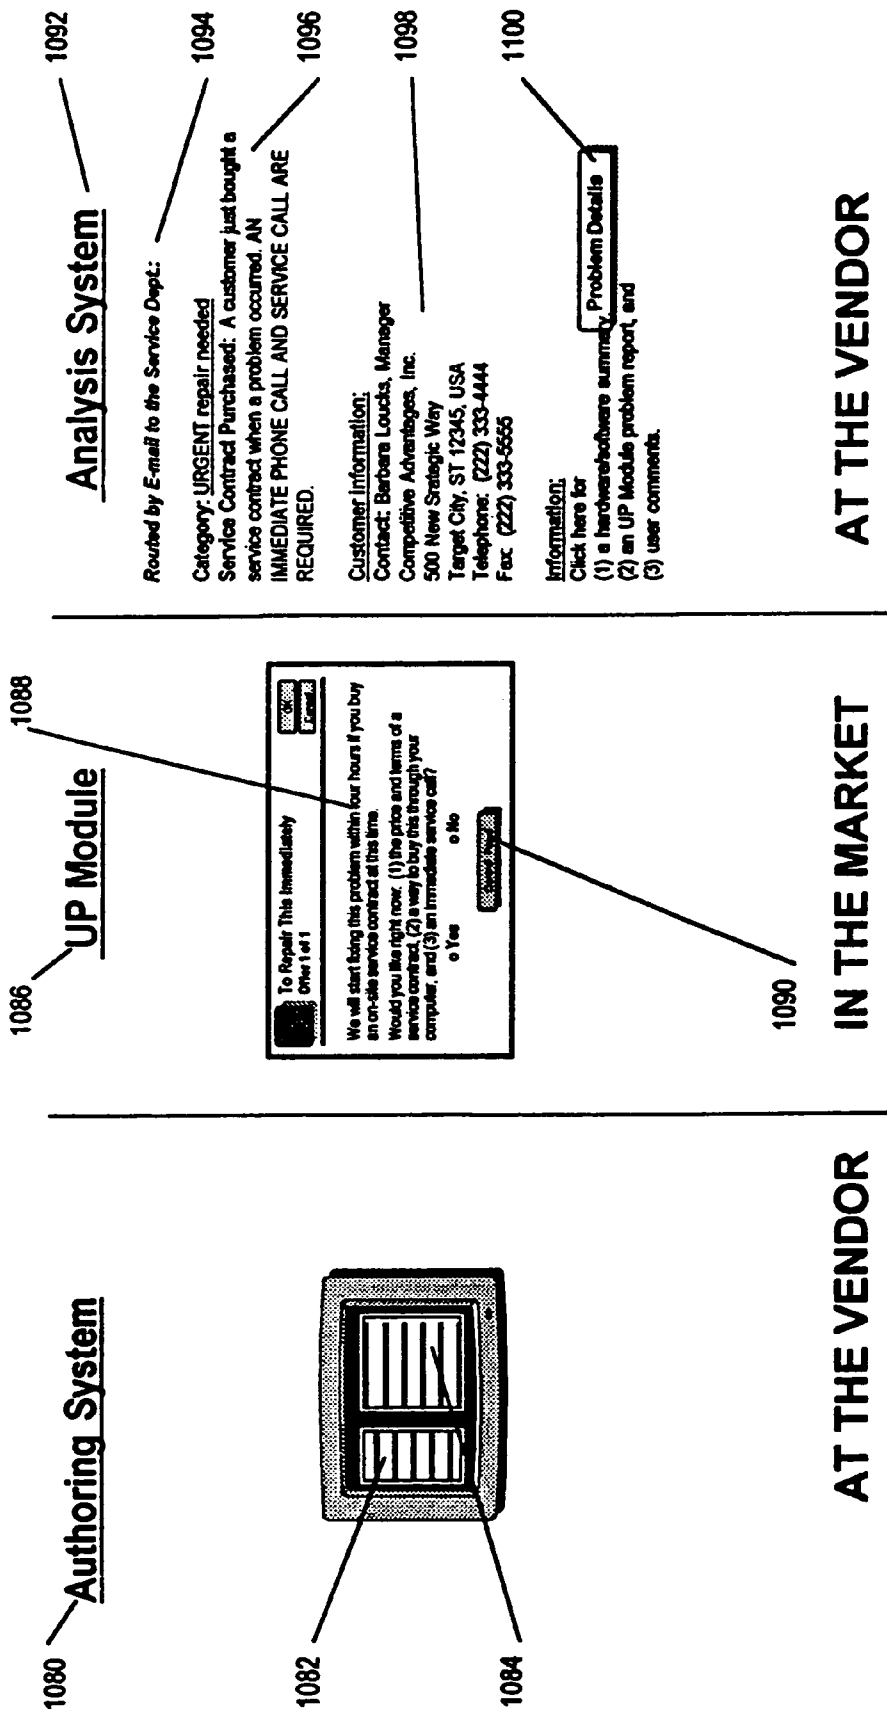 1080
Authoring System
1082
1084
AT THE VENDOR
1086
UP Module
1088
To Repair This Immediately
Offer 1 of 1
OK
Cancel
We will start fixing this problem within four hours if you buy
an on-site service contract at this time.
Would you like right now: (1) the price and terms of a
service contract, (2) a way to buy this through your
computer, and (3) an immediate service call?
o Yes
o No
1090
IN THE MARKET
Analysis System
1092
Routed by E-mail to the Service Dept.:
1094
Category: URGENT repair needed
Service Contract Purchased: A customer just bought a
service contract when a problem occurred. AN
IMMEDIATE PHONE CALL AND SERVICE CALL ARE
REQUIRED.
1096
Customer information:
Contact: Barbara Loucks, Manager
Competitive Advantages, Inc.
500 New Srategic Way
Target City, ST 12345, USA
Telephone: (222) 333-4444
Fax: (222) 333-5555
1098
Information:
Click here for
(1) a hardware/software summary,
(2) an UP Module problem report, and
(3) user comments.
Problem Details
1100
AT THE VENDOR